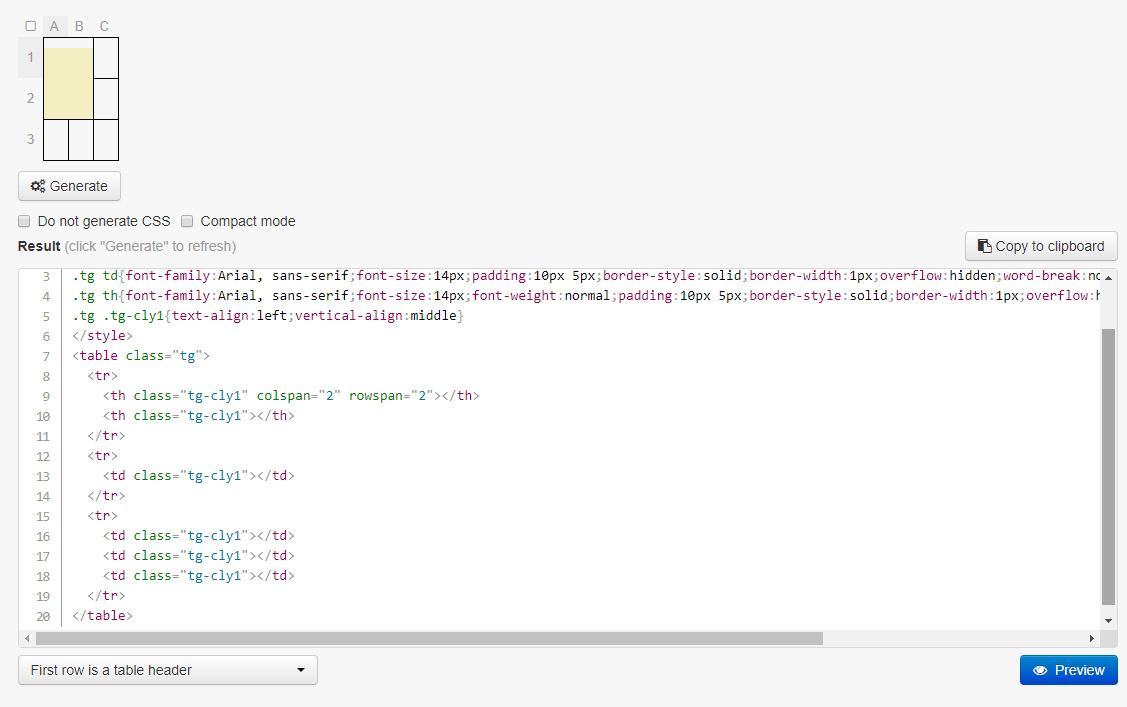 A B C
1
2
3
Generate
Do not generate CSS Compact mode
Result (click "Generate" to refresh) Copy to clipboard
3 .tg td{font-family:Arial, sans-serif;font-size:14px;padding:10px 5px;border-style:solid;border-width:1px;overflow:hidden;word-break:no
4 .tg th{font-family:Arial, sans-serif;font-size:14px;font-weight:normal;padding:10px 5px;border-style:solid;border-width:1px;overflow:h
5 .tg .tg-cly1{text-align:left;vertical-align:middle}
6 </style>
7 <table class="tg">
8 <tr>
9 <th class="tg-cly1" colspan="2" rowspan="2"></th>
10 <th class="tg-cly1"></th>
11 </tr>
12 <tr>
13 <td class="tg-cly1"></td>
14 </tr>
15 <tr>
16 <td class="tg-cly1"></td>
17 <td class="tg-cly1"></td>
18 <td class="tg-cly1"></td>
19 </tr>
20 </table>
First row is a table header Preview